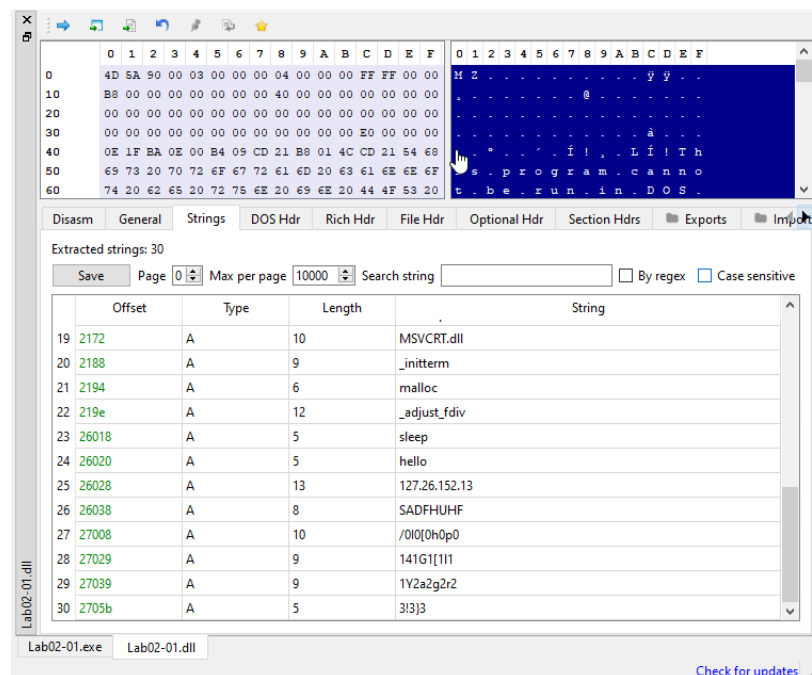 0 1 2 3 4 5 6 7 8 9 A B C D E F 0 1 2 3 4 5 6 7 8 9 A B C D E F
0 4D 5A 90 00 03 00 00 00 04 00 00 00 FF FF 00 00 M Z . . . . . . . . . . ÿ ÿ . .
10 B8 00 00 00 00 00 00 00 40 00 00 00 00 00 00 00 ¸ . . . . . . . @ . . . . . . .
20 00 00 00 00 00 00 00 00 00 00 00 00 00 00 00 00 . . . . . . . . . . . . . . . .
30 00 00 00 00 00 00 00 00 00 00 00 00 E0 00 00 00 . . . . . . . . . . . . à . . .
40 0E 1F BA 0E 00 B4 09 CD 21 B8 01 4C CD 21 54 68 . º . . ´ . Í ! ¸ . L Í ! T h
50 69 73 20 70 72 6F 67 72 61 6D 20 63 61 6E 6E 6F s . p r o g r a m . c a n n o
60 74 20 62 65 20 72 75 6E 20 69 6E 20 44 4F 53 20 t . b e . r u n . i n . D O S .
Disasm General Strings DOS Hdr Rich Hdr File Hdr Optional Hdr Section Hdrs Exports Import
Extracted strings: 30
Save Page 0 Max per page 10000 Search string By regex Case sensitive
Offset Type Length String
19 2172 A 10 MSVCRT.dll
20 2188 A 9 _initterm
21 2194 A 6 malloc
22 219e A 12 _adjust_fdiv
23 26018 A 5 sleep
24 26020 A 5 hello
25 26028 A 13 127.26.152.13
26 26038 A 8 SADFHUHF
27 27008 A 10 /0I0[0h0p0
28 27029 A 9 141G1[1l1
29 27039 A 9 1Y2a2g2r2
30 2705b A 5 3!3}3
Lab02-01.dll
Lab02-01.exe Lab02-01.dll
Check for updates